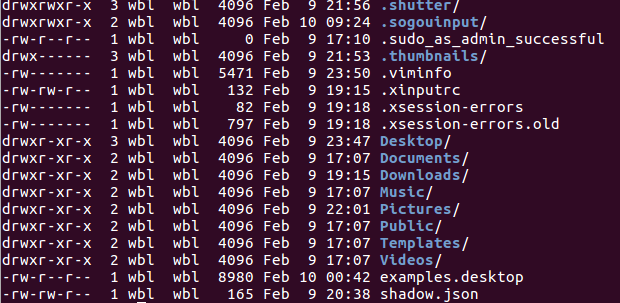 drwxrwxr-x  3 wbl  wbl  4096 Feb  9 21:56 .shutter/
drwxrwxr-x  2 wbl  wbl  4096 Feb 10 09:24 .sogouinput/
-rw-r--r--  1 wbl  wbl     0 Feb  9 17:10 .sudo_as_admin_successful
drwx------  3 wbl  wbl  4096 Feb  9 21:53 .thumbnails/
-rw-------  1 wbl  wbl  5471 Feb  9 23:50 .viminfo
-rw-rw-r--  1 wbl  wbl   132 Feb  9 19:15 .xinputrc
-rw-------  1 wbl  wbl    82 Feb  9 19:18 .xsession-errors
-rw-------  1 wbl  wbl   797 Feb  9 19:18 .xsession-errors.old
drwxr-xr-x  3 wbl  wbl  4096 Feb  9 23:47 Desktop/
drwxr-xr-x  2 wbl  wbl  4096 Feb  9 17:07 Documents/
drwxr-xr-x  2 wbl  wbl  4096 Feb  9 19:15 Downloads/
drwxr-xr-x  2 wbl  wbl  4096 Feb  9 17:07 Music/
drwxr-xr-x  2 wbl  wbl  4096 Feb  9 22:01 Pictures/
drwxr-xr-x  2 wbl  wbl  4096 Feb  9 17:07 Public/
drwxr-xr-x  2 wbl  wbl  4096 Feb  9 17:07 Templates/
drwxr-xr-x  2 wbl  wbl  4096 Feb  9 17:07 Videos/
-rw-r--r--  1 wbl  wbl  8980 Feb 10 00:42 examples.desktop
-rw-rw-r--  1 wbl  wbl   165 Feb  9 20:38 shadow.json